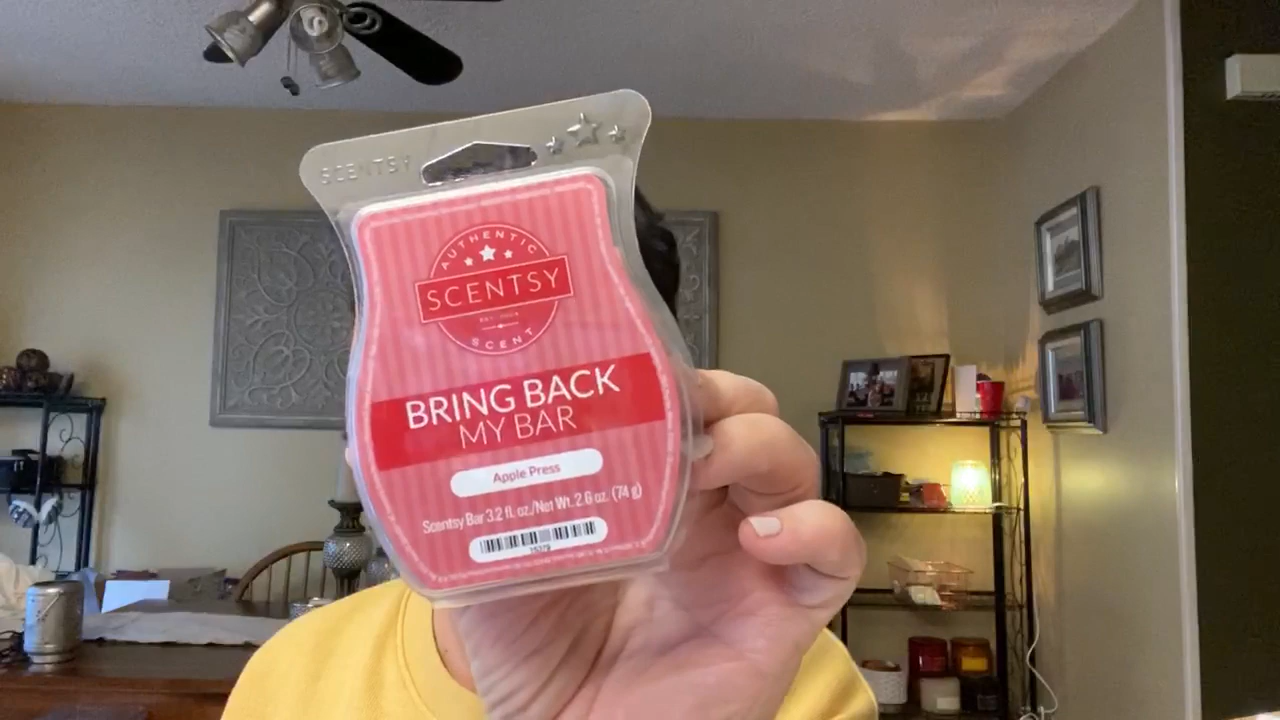 SCENTSY
AUTHENTIC
SCENTSY
SCENT
BRING BACK
MY BAR
Apple Press
Scentsy Bar 3.2 fl. oz./Net Wt. 2.6 oz. (74 g)